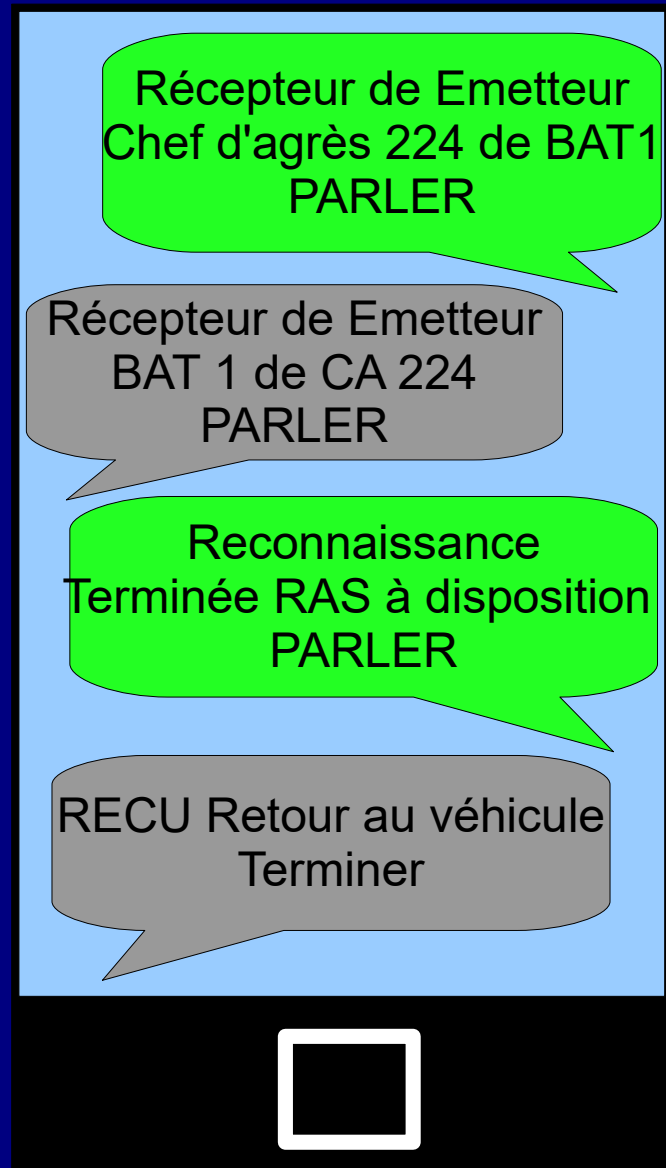 Récepteur de Emetteur
Chef d'agrès 224 de BAT1
PARLER
Récepteur de Emetteur
BAT 1 de CA 224
PARLER
Reconnaissance
Terminée RAS à disposition
PARLER
RECU Retour au véhicule
Terminer